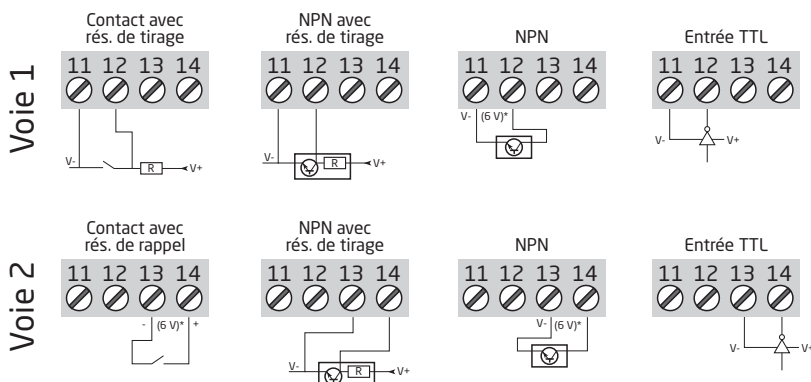 Voie 1
Contact avec
rés. de tirage
11 12 13 14
V-
R
V+
NPN avec
rés. de tirage
11 12 13 14
V-
R
V+
NPN
11 12 13 14
V- (6 V)*
Entrée TTL
11 12 13 14
V-
V+
Voie 2
Contact avec
rés. de rappel
11 12 13 14
- (6 V)* +
NPN avec
rés. de tirage
11 12 13 14
V-
R
V+
NPN
11 12 13 14
V- (6 V)*
Entrée TTL
11 12 13 14
V-
V+